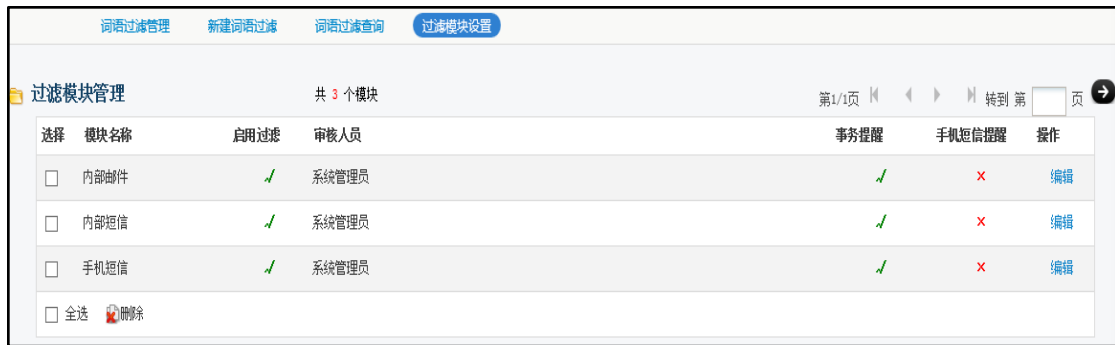 词语过滤管理 新建词语过滤 词语过滤查询 过滤模块设置
过滤模块管理 共 3 个模块 第1/1页 转到 第 页
选择 模块名称 启用过滤 审核人员 事务提醒 手机短信提醒 操作
内部邮件 系统管理员 编辑
内部短信 系统管理员 编辑
手机短信 系统管理员 编辑
全选 删除